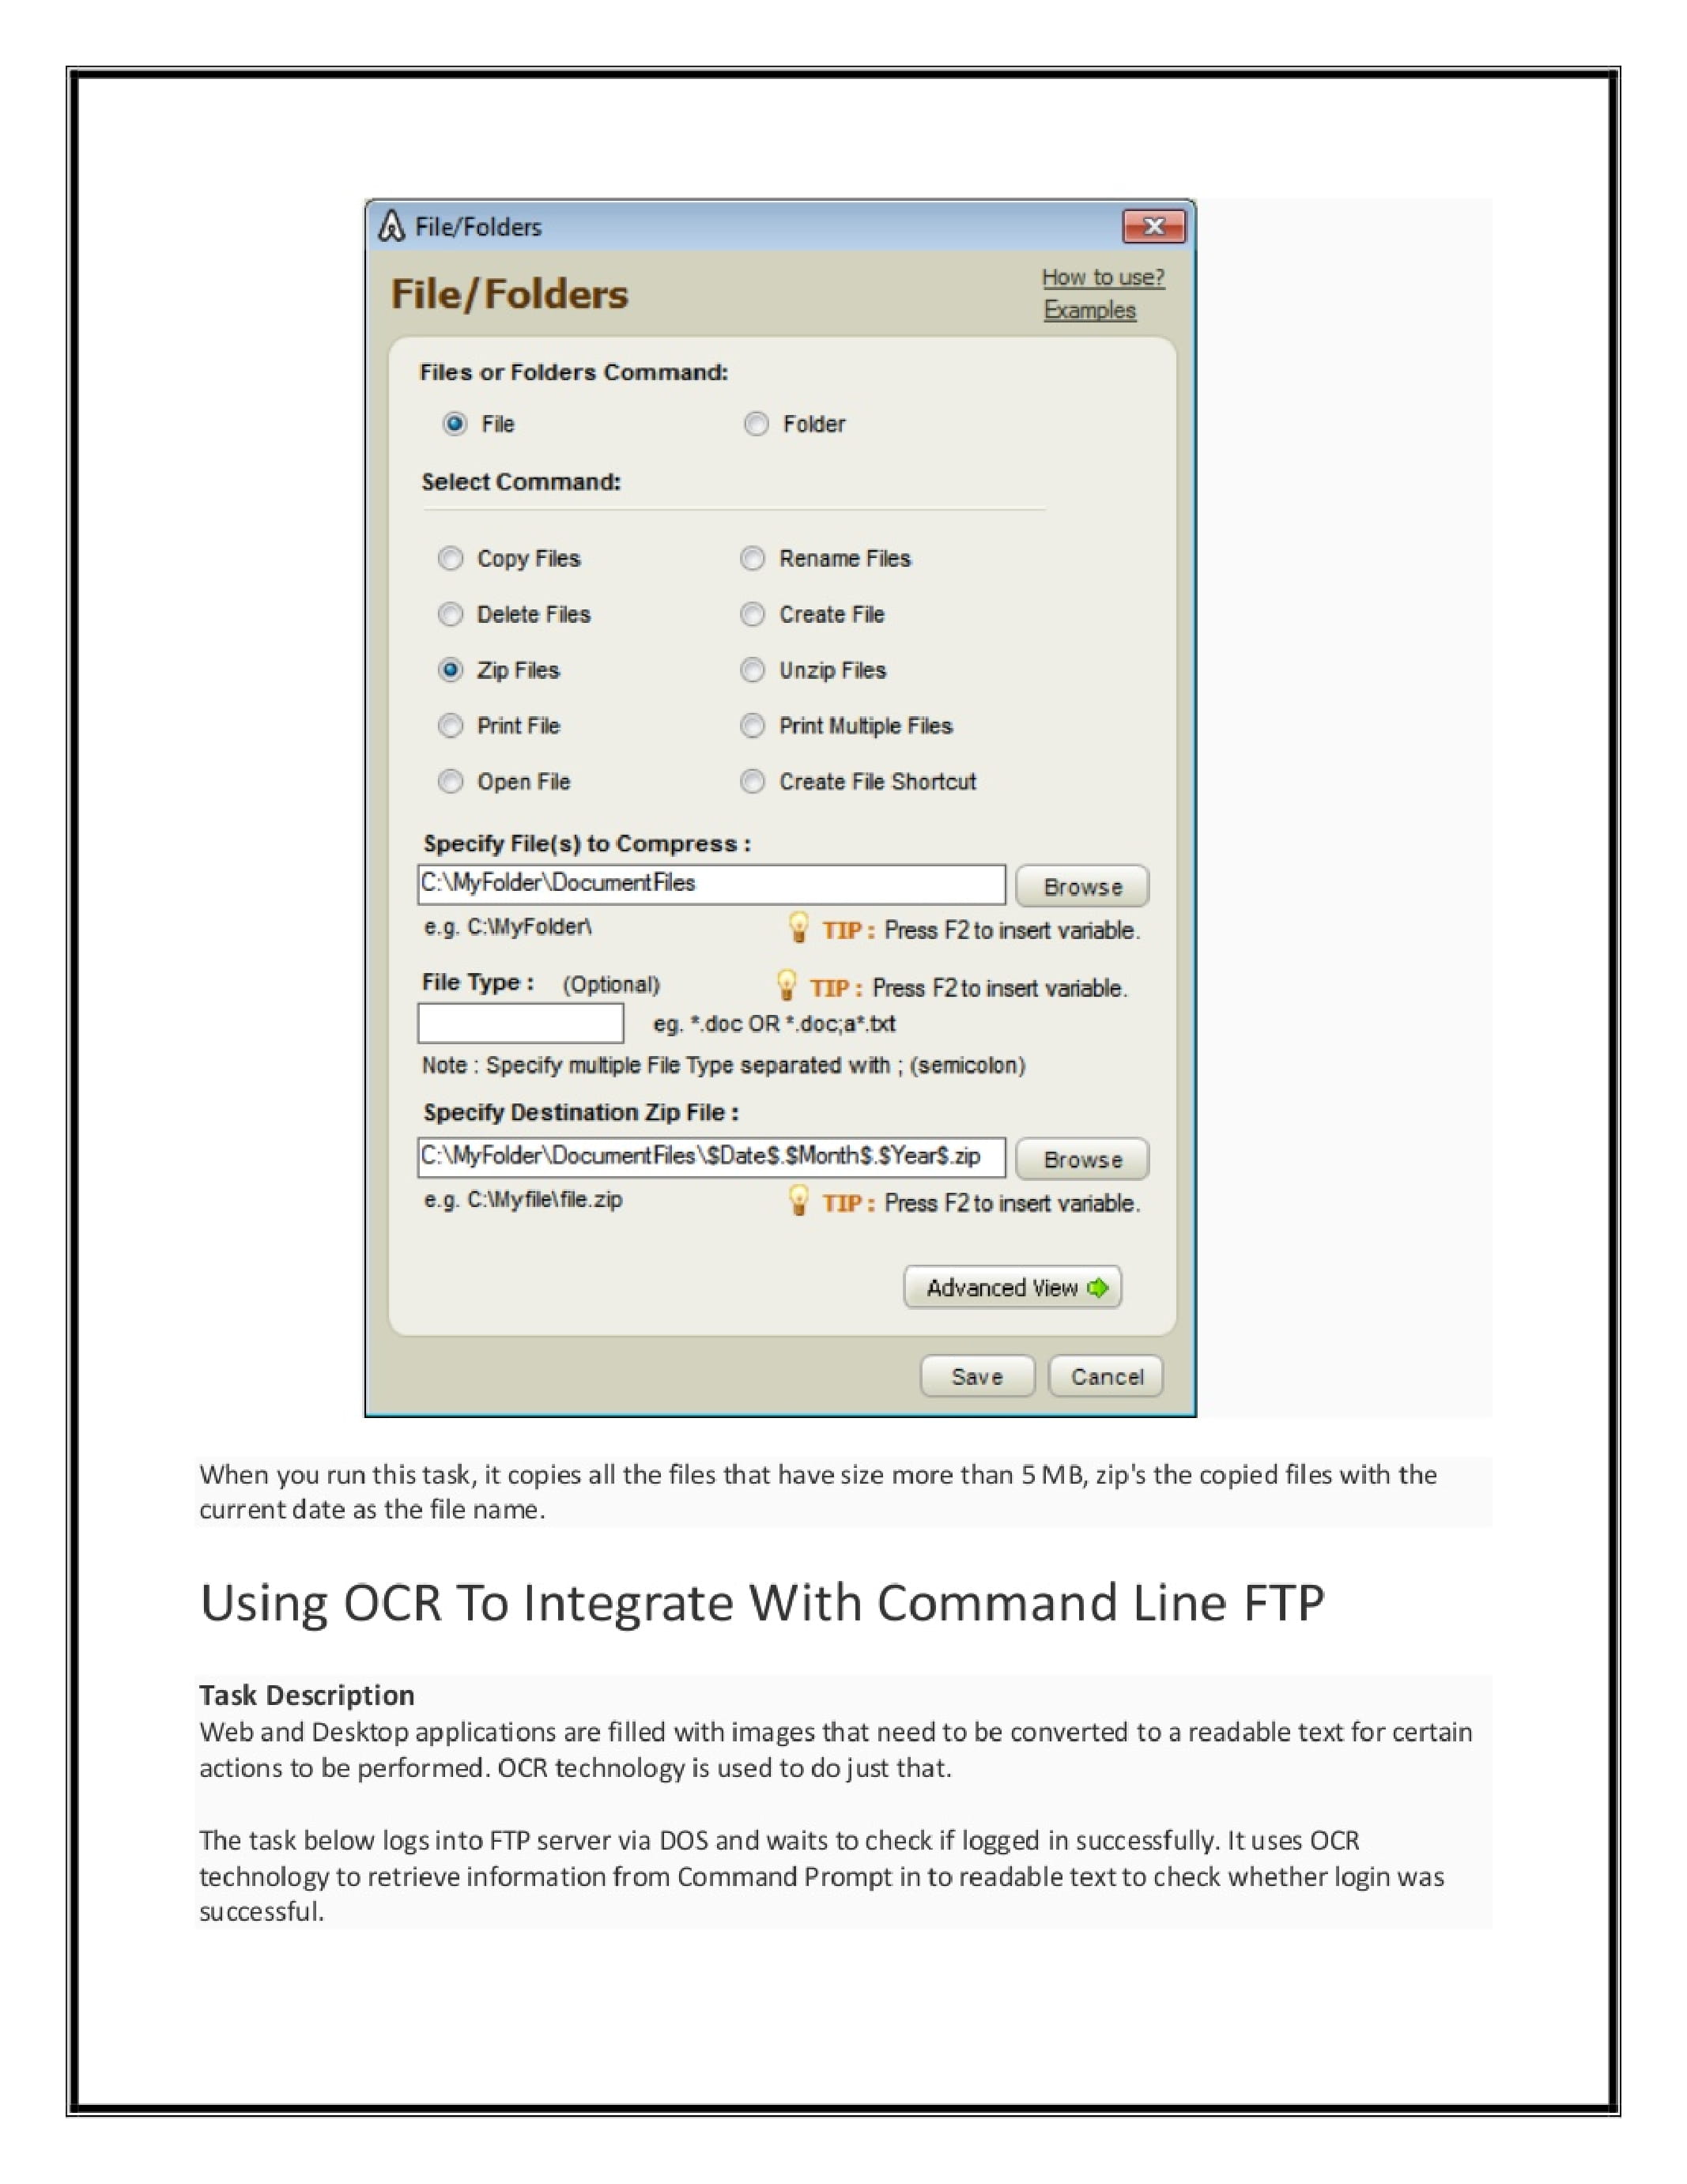 File/Folders
File/Folders
How to use?
Examples
Files or Folders Command:
File Folder
Select Command:
Copy Files Rename Files
Delete Files Create File
Zip Files Unzip Files
Print File Print Multiple Files
Open File Create File Shortcut
Specify File(s) to Compress :
C:\MyFolder\DocumentFiles Browse
e.g. C:\MyFolder\ TIP : Press F2 to insert variable.
File Type : (Optional) TIP : Press F2 to insert variable.
eg. *.doc OR *.doc;a*.txt
Note : Specify multiple File Type separated with ; (semicolon)
Specify Destination Zip File :
C:\MyFolder\DocumentFiles\$Date$.$Month$.$Year$.zip Browse
e.g. C:\Myfile\file.zip TIP : Press F2 to insert variable.
Advanced View
Save Cancel
When you run this task, it copies all the files that have size more than 5 MB, zip's the copied files with the
current date as the file name.
Using OCR To Integrate With Command Line FTP
Task Description
Web and Desktop applications are filled with images that need to be converted to a readable text for certain
actions to be performed. OCR technology is used to do just that.
The task below logs into FTP server via DOS and waits to check if logged in successfully. It uses OCR
technology to retrieve information from Command Prompt in to readable text to check whether login was
successful.